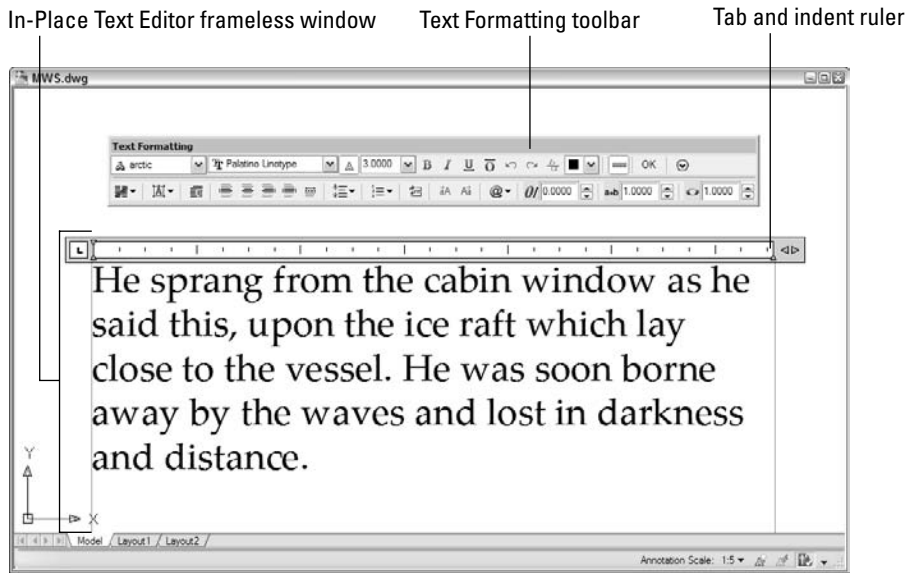 In-Place Text Editor frameless window Text Formatting toolbar Tab and indent ruler
MWS.dwg
Text Formatting
arctic Palatino Linotype 3.0000 B I U O OK
@ 0/ 0.0000 a-b 1.0000 1.0000
L
He sprang from the cabin window as he
said this, upon the ice raft which lay
close to the vessel. He was soon borne
away by the waves and lost in darkness
and distance.
Y
X
Model Layout1 Layout2
Annotation Scale: 1:5